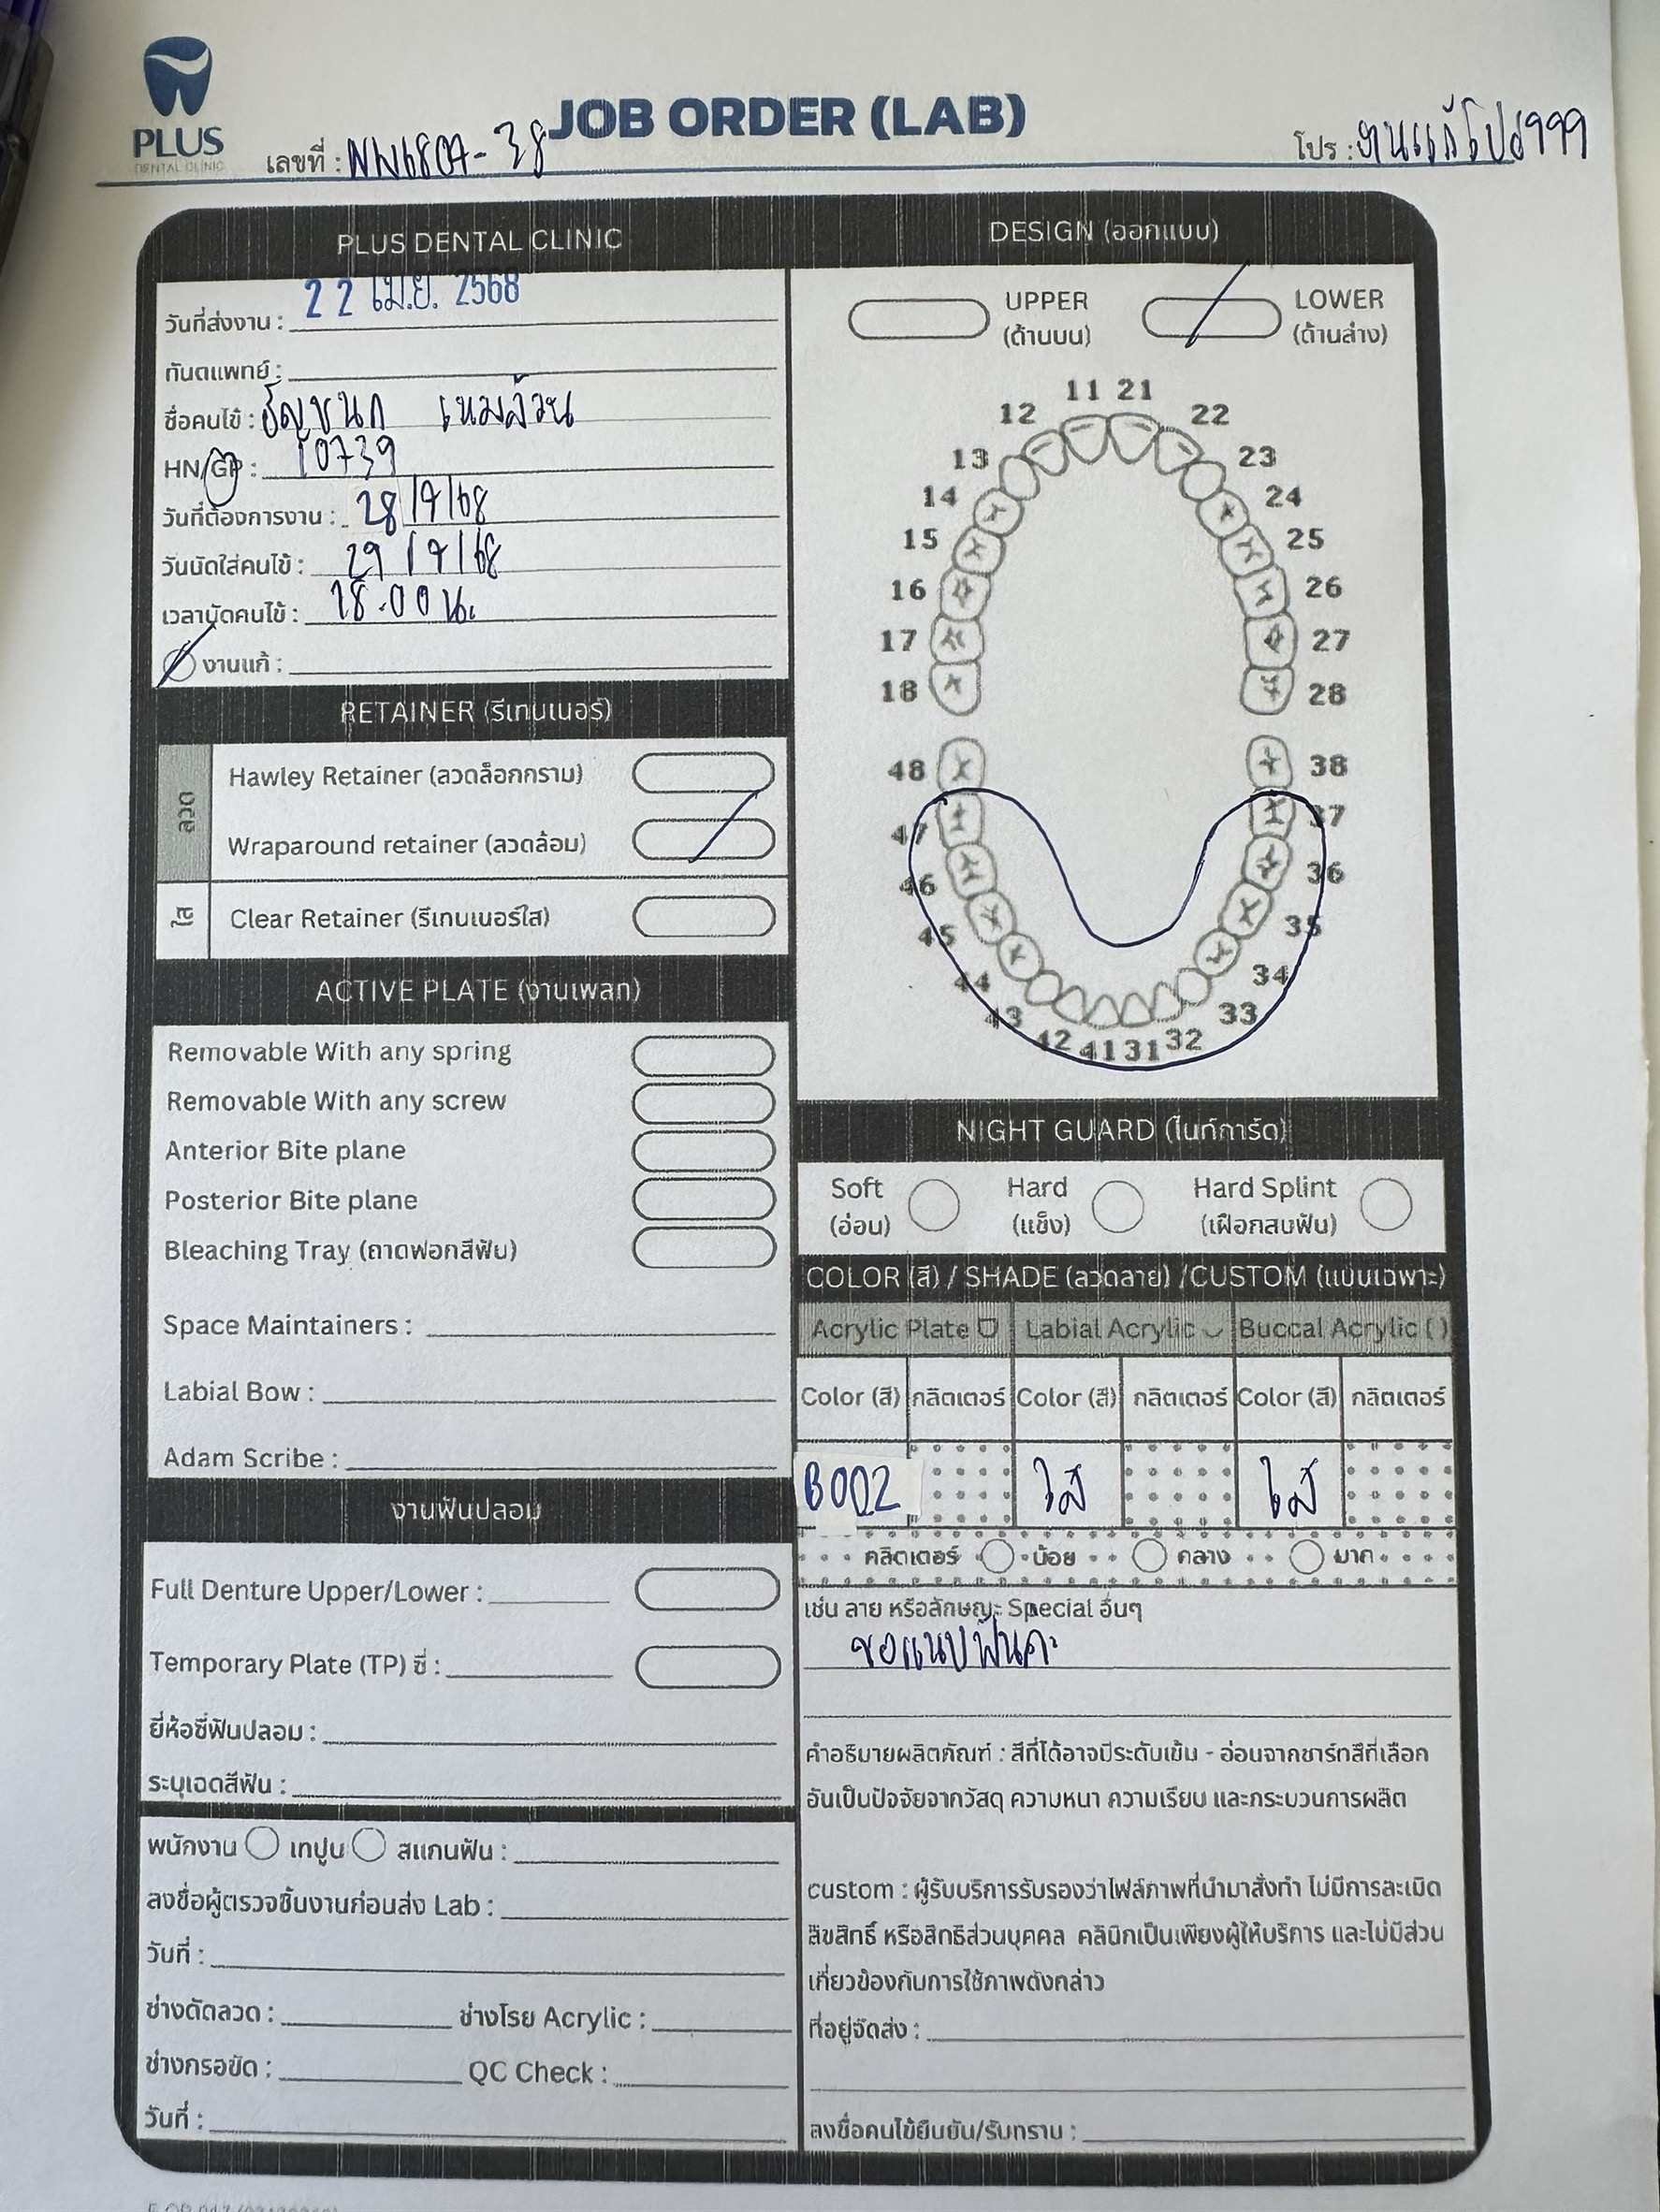 PLUS
DENTAL CLINIC
JOB ORDER (LAB)
เลขที่ : NW6807-38
โปร : งานแก้โปร999
PLUS DENTAL CLINIC
วันที่ส่งงาน : 22 เม.ย. 2568
ทันตแพทย์ :
ชื่อคนไข้ : ธัญชนก เหมล้วน
HN/GP : 10739
วันที่ต้องการงาน : 28/7/68
วันนัดใส่คนไข้ : 29/7/68
เวลานัดคนไข้ : 18.00 น.
งานแก้ :
RETAINER (รีเทนเนอร์)
ลวด
Hawley Retainer (ลวดล็อกกราม)
Wraparound retainer (ลวดล้อม)
ใส
Clear Retainer (รีเทนเนอร์ใส)
ACTIVE PLATE (งานเพลท)
Removable With any spring
Removable With any screw
Anterior Bite plane
Posterior Bite plane
Bleaching Tray (ถาดฟอกสีฟัน)
Space Maintainers :
Labial Bow :
Adam Scribe :
งานฟันปลอม
Full Denture Upper/Lower :
Temporary Plate (TP) ซี่ :
ยี่ห้อซี่ฟันปลอม :
ระบุเฉดสีฟัน :
พนักงาน เทปูน สแกนฟัน :
ลงชื่อผู้ตรวจชิ้นงานก่อนส่ง Lab :
วันที่ :
ช่างดัดลวด : ช่างโรย Acrylic :
ช่างกรอขัด : QC Check :
วันที่ :
DESIGN (ออกแบบ)
UPPER (ด้านบน)
LOWER (ด้านล่าง)
11 21
12 22
13 23
14 24
15 25
16 26
17 27
18 28
48 38
47 37
46 36
45 35
44 34
43 33
42 41 31 32
NIGHT GUARD (ไนท์การ์ด)
Soft (อ่อน)
Hard (แข็ง)
Hard Splint (เฝือกสบฟัน)
COLOR (สี) / SHADE (ลวดลาย) /CUSTOM (แบบเฉพาะ)
Acrylic Plate Labial Acrylic Buccal Acrylic ( )
Color (สี) กลิตเตอร์ Color (สี) กลิตเตอร์ Color (สี) กลิตเตอร์
B002 ใส ใส
คลิตเตอร์ น้อย กลาง มาก
เช่น ลาย หรือลักษณะ Special อื่นๆ
ขอแนบฟันคะ
คำอธิบายผลิตภัณฑ์ : สีที่ได้อาจมีระดับเข้ม - อ่อนจากชาร์ทสีที่เลือก
อันเป็นปัจจัยจากวัสดุ ความหนา ความเรียบ และกระบวนการผลิต
custom : ผู้รับบริการรับรองว่าไฟล์ภาพที่นำมาสั่งทำ ไม่มีการละเมิด
ลิขสิทธิ์ หรือสิทธิส่วนบุคคล คลินิกเป็นเพียงผู้ให้บริการ และไม่มีส่วน
เกี่ยวข้องกับการใช้ภาพดังกล่าว
ที่อยู่จัดส่ง :
ลงชื่อคนไข้ยืนยัน/รับทราบ :